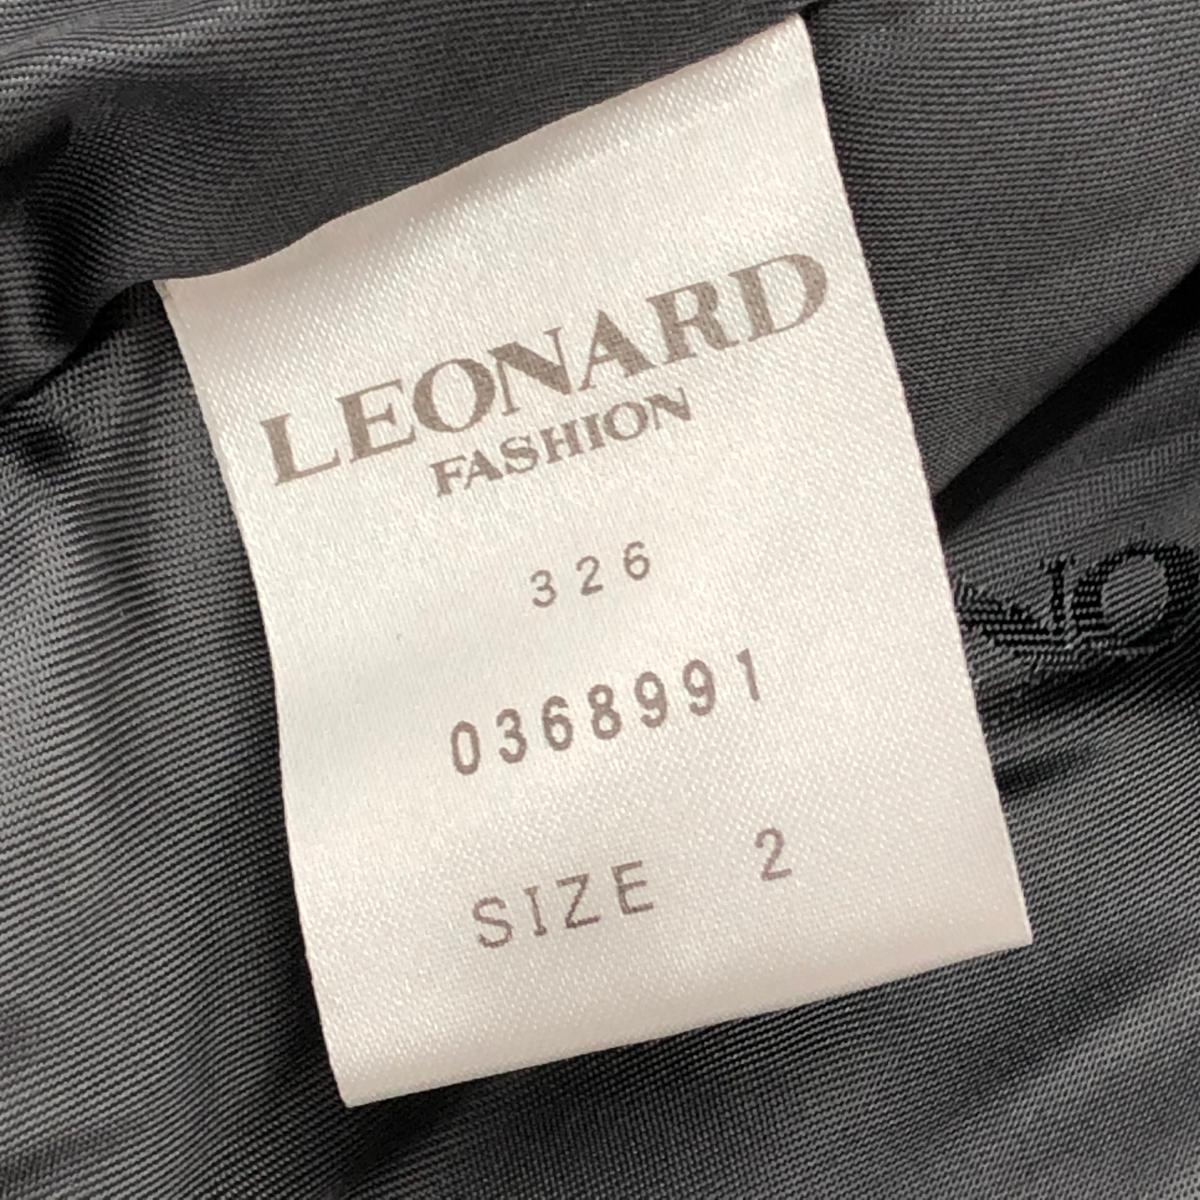 LEONARD
FASHION
326
0368991
SIZE 2